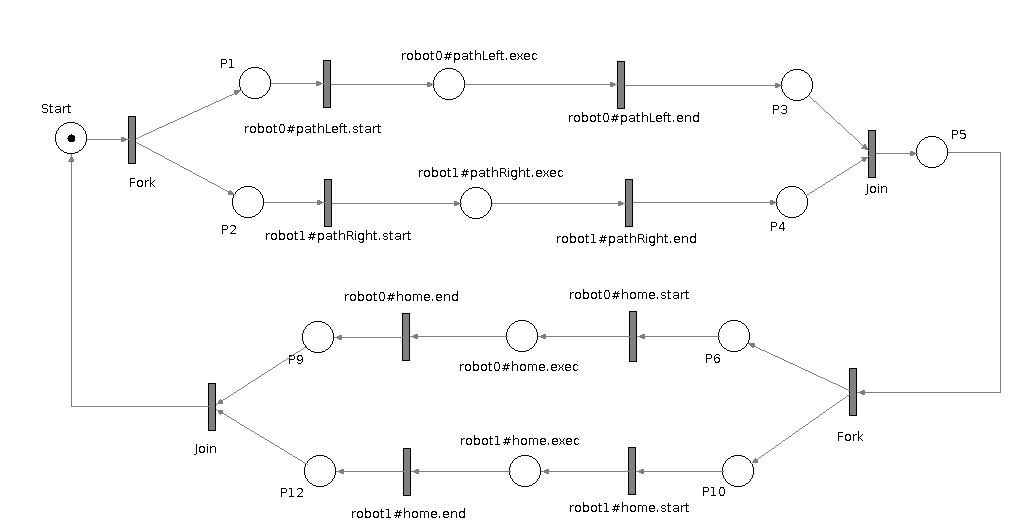 robot0#pathLeft.exec
P1
Start
P3
robot0#pathLeft.end
robot0#pathLeft.start
P5
robot1#pathRight.exec
Fork
Join
P2
P4
robot1#pathRight.start
robot1#pathRight.end
robot0#home.end
robot0#home.start
P9
P6
robot0#home.exec
Fork
robot1#home.exec
Join
P12
P10
robot1#home.start
robot1#home.end